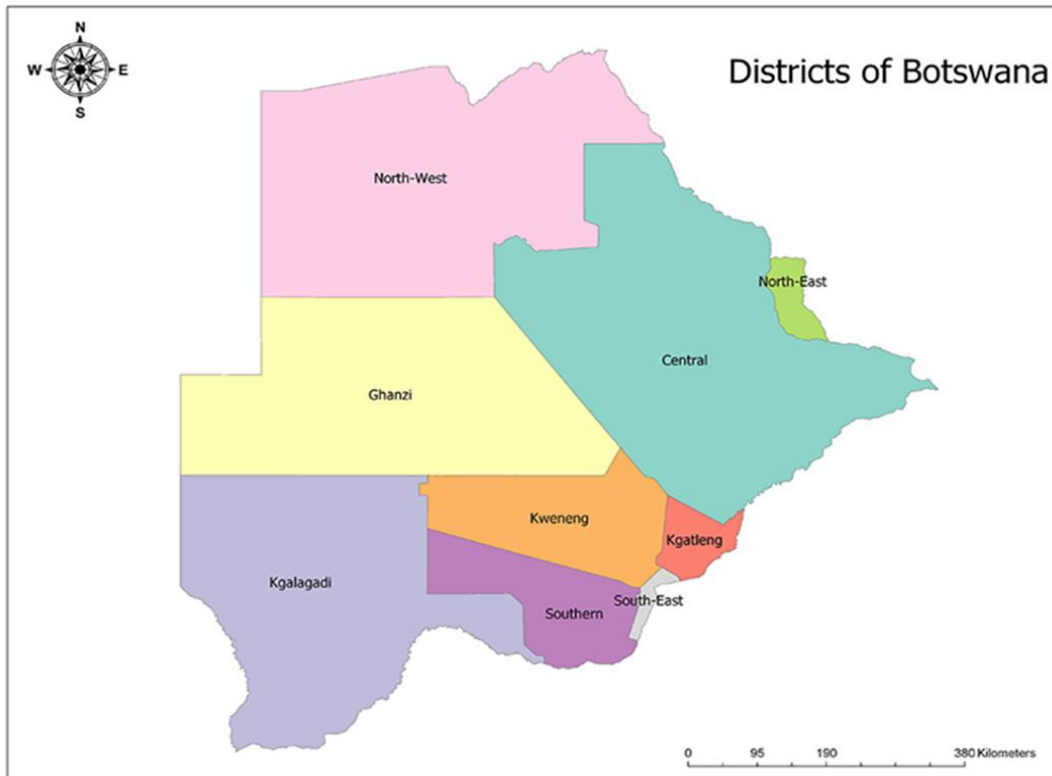 N
W E
S
Districts of Botswana
North-West
North-East
Central
Ghanzi
Kweneng
Kgatleng
Kgalagadi
South-East
Southern
0 95 190 380 Kilometers